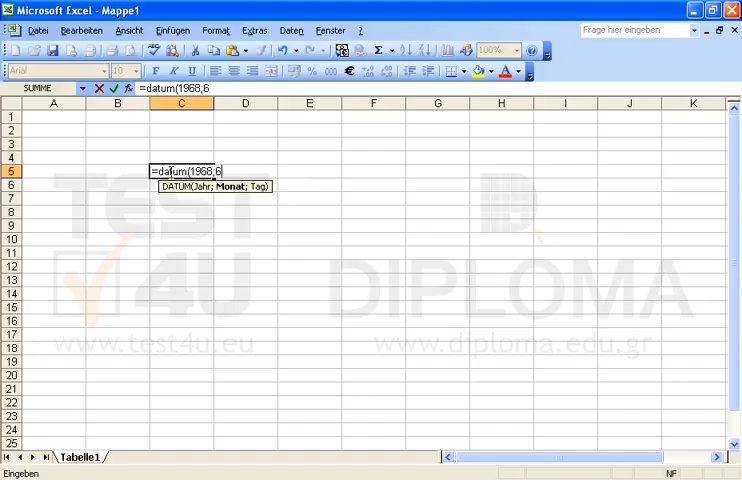 Microsoft Excel - Mappe1
Datei Bearbeiten Ansicht Einfügen Format Extras Daten Fenster ? Frage hier eingeben
Σ 100%
Arial 10 F K U % 000 €
SUMME fx =datum(1968;6
A B C D E F G H I J K
1
2
3
4
5 =datum(1968;6
DATUM(Jahr; Monat; Tag)
6
7
8
9
10
11
12
13
14
15
16
17
18
19
20
21
22
23
24
25
TEST 4U
D
DIPLOMA
www.test4u.eu www.diploma.edu.gr
Tabelle1
Eingeben NF